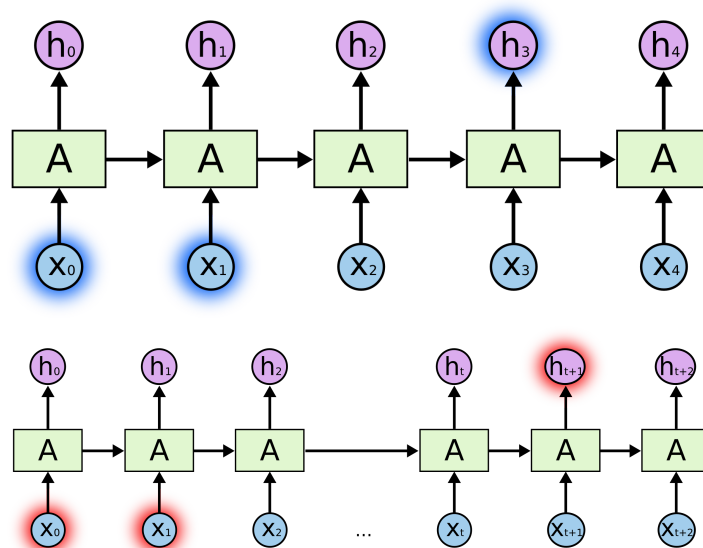 h₀ h₁ h₂ h₃ h₄
A A A A A
x₀ x₁ x₂ x₃ x₄
h₀ h₁ h₂ hₜ hₜ₊₁ hₜ₊₂
A A A A A A
x₀ x₁ x₂ ... xₜ xₜ₊₁ xₜ₊₂